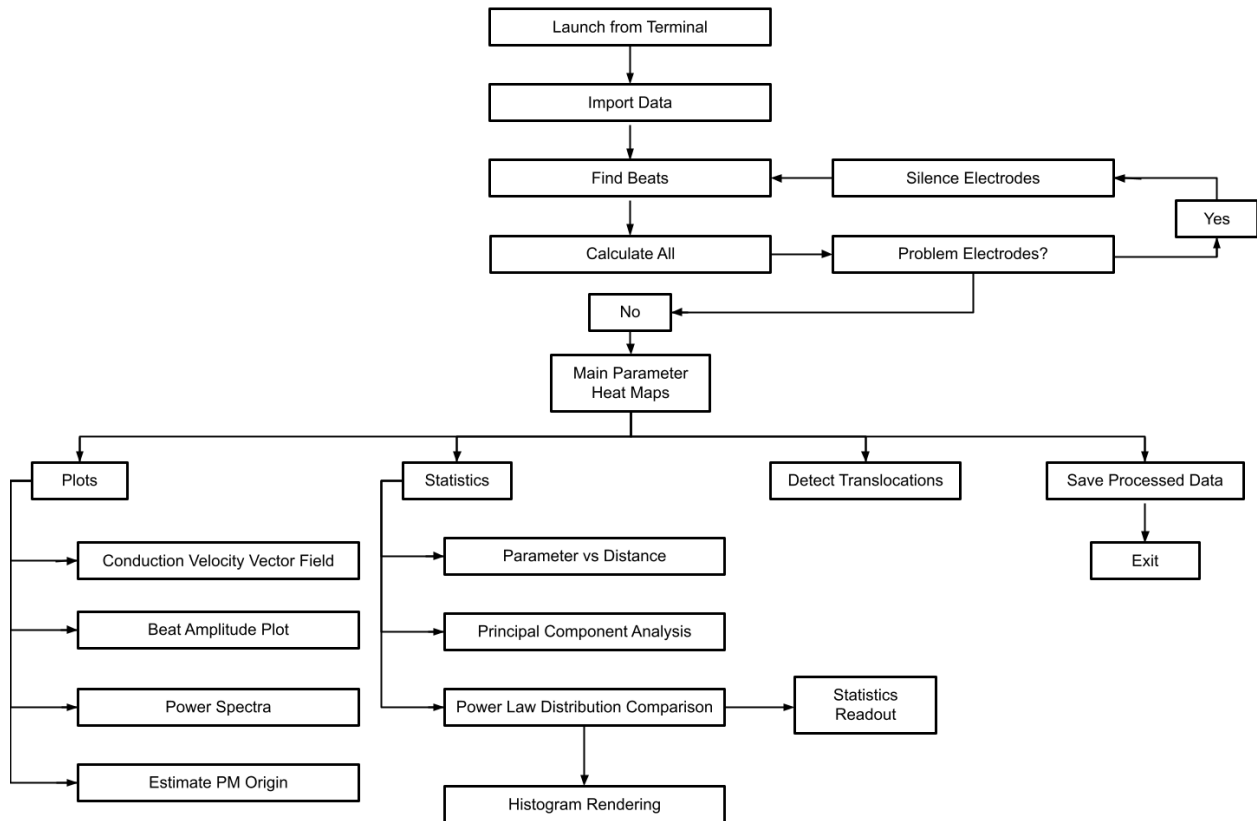 Launch from Terminal
Import Data
Find Beats
Silence Electrodes
Yes
Calculate All
Problem Electrodes?
No
Main Parameter
Heat Maps
Plots
Statistics
Detect Translocations
Save Processed Data
Conduction Velocity Vector Field
Parameter vs Distance
Exit
Beat Amplitude Plot
Principal Component Analysis
Power Spectra
Power Law Distribution Comparison
Statistics
Readout
Estimate PM Origin
Histogram Rendering